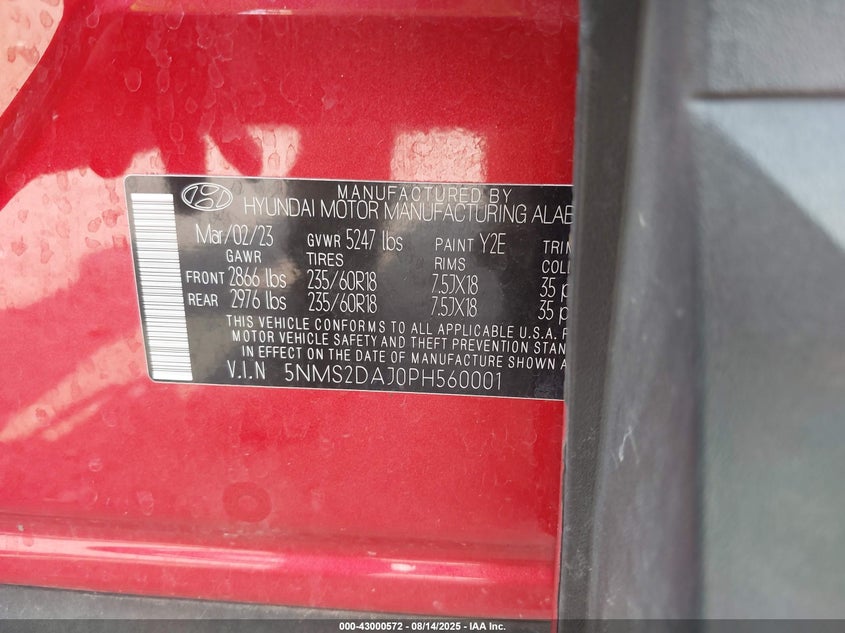 MANUFACTURED BY
HYUNDAI MOTOR MANUFACTURING ALAB
Mar/02/23 GVWR 5247 lbs PAINT Y2E TRIM
GAWR TIRES RIMS COL
FRONT 2866 lbs 235/60R18 7.5JX18 35 p
REAR 2976 lbs 235/60R18 7.5JX18 35 p
THIS VEHICLE CONFORMS TO ALL APPLICABLE U.S.A. F
MOTOR VEHICLE SAFETY AND THEFT PREVENTION STAN
IN EFFECT ON THE DATE OF MANUFACTURE SHOWN A
V.I.N 5NMS2DAJ0PH560001
000-43000572 - 08/14/2025 - IAA Inc.